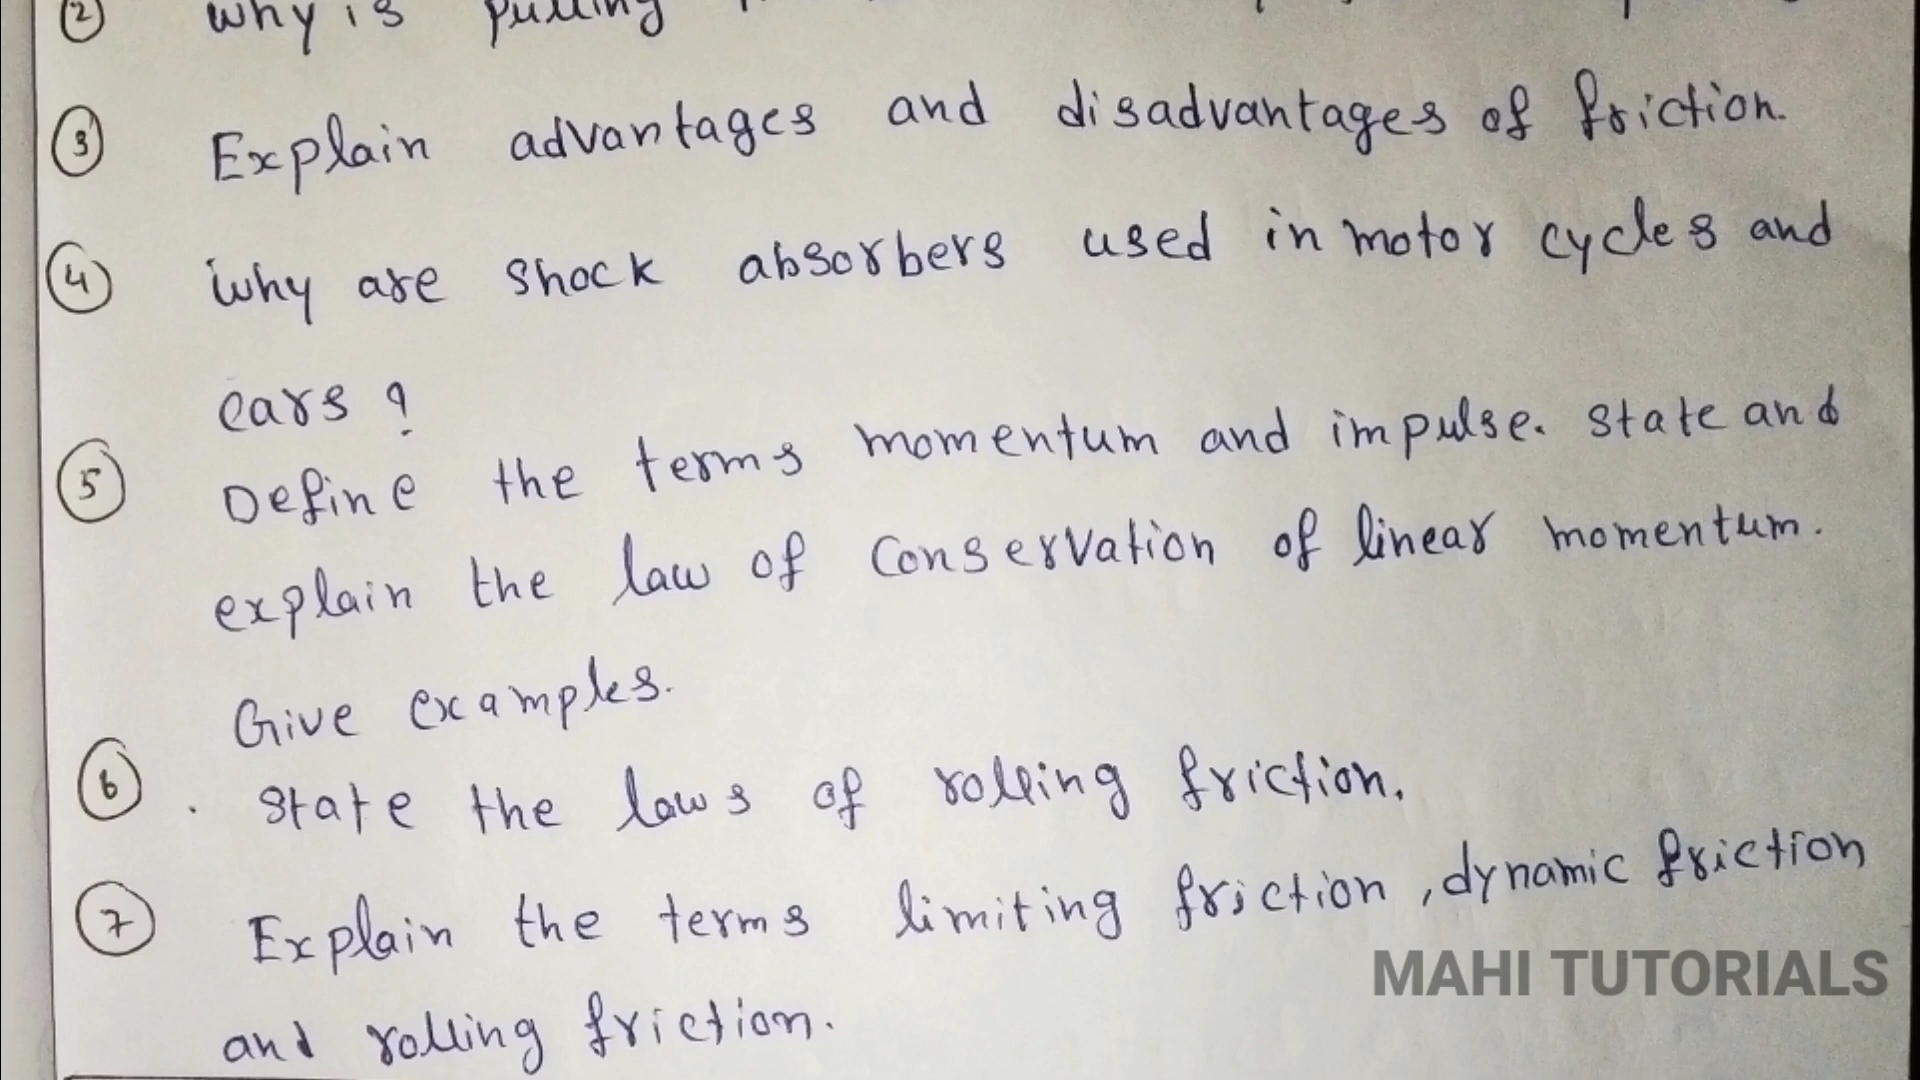 ② why is pulling
③ Explain advantages and disadvantages of friction.
④ why are shock absorbers used in motor cycles and
cars ?
⑤ Define the terms momentum and impulse. State and
explain the law of conservation of linear momentum.
Give examples.
⑥ . State the laws of rolling friction.
⑦ Explain the terms limiting friction , dynamic friction
and rolling friction.
MAHI TUTORIALS